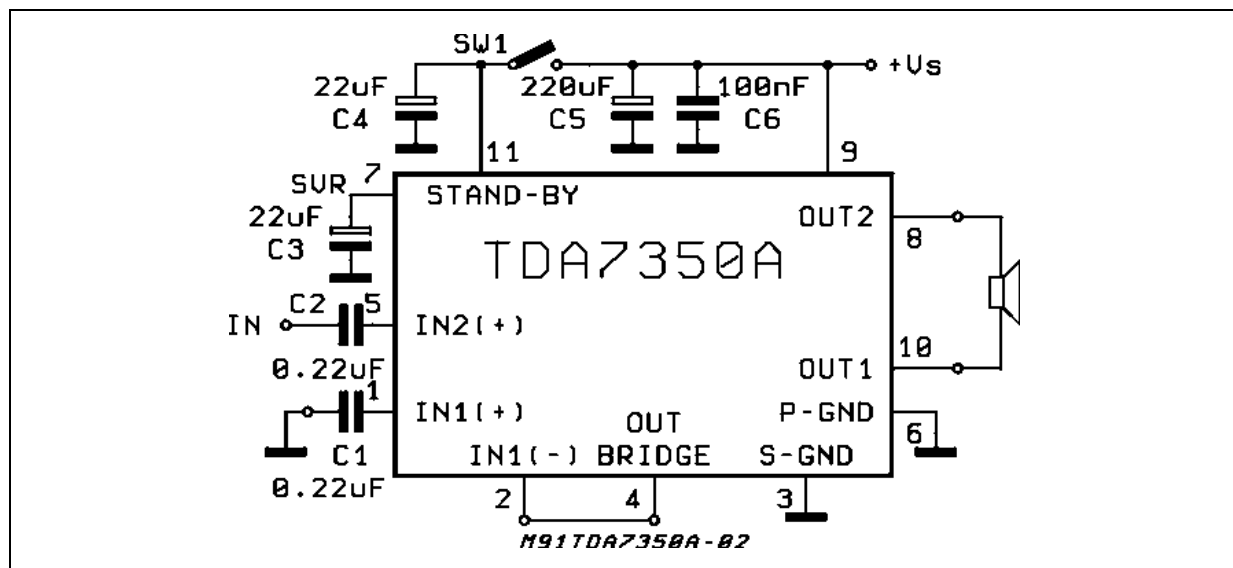 SW1
+Vs
22uF
220uF
100nF
C4
C5
C6
11
9
SVR
7
STAND-BY
22uF
OUT2
C3
8
TDA7350A
C2
5
IN
IN2(+)
10
0.22uF
OUT1
1
IN1(+)
OUT
P-GND
6
C1
IN1(-)
BRIDGE
S-GND
0.22uF
2
4
3
M91TDA7350A-02